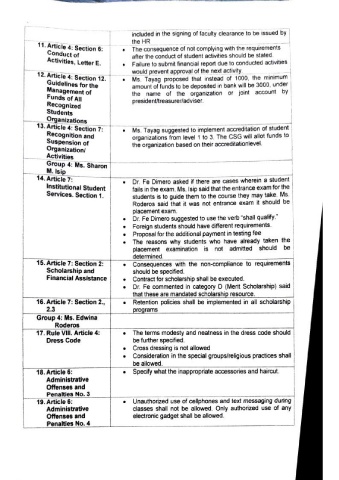 included in the signing of faculty clearance to be issued by
the HR
11. Article 4: Section 6:
Conduct of
Activities, Letter E.
• The consequence of not complying with the requirements
after the conduct of student activities should be stated.
• Failure to submit financial report due to conducted activities
would prevent approval of the next activity.
12. Article 4: Section 12.
Guidelines for the
Management of
Funds of All
Recognized
Students
Organizations
• Ms. Tayag proposed that instead of 1000, the minimum
amount of funds to be deposited in bank will be 3000, under
the name of the organization or joint account by
president/treasurer/adviser.
13. Article 4: Section 7:
Recognition and
Suspension of
Organization/
Activities
• Ms. Tayag suggested to implement accreditation of student
organizations from level 1 to 3. The CSG will allot funds to
the organization based on their accreditationlevel.
Group 4: Ms. Sharon
M. Isip
14. Article 7:
Institutional Student
Services. Section 1.
• Dr. Fe Dimero asked if there are cases wherein a student
fails in the exam. Ms. Isip said that the entrance exam for the
students is to guide them to the course they may take. Ms.
Roderos said that it was not entrance exam it should be
placement exam.
• Dr. Fe Dimero suggested to use the verb "shall qualify."
• Foreign students should have different requirements.
• Proposal for the additional payment in testing fee
• The reasons why students who have already taken the
placement examination is not admitted should be
determined
15. Article 7: Section 2:
Scholarship and
Financial Assistance
• Consequences with the non-compliance to requirements
should be specified.
• Contract for scholarship shall be executed.
• Dr. Fe commented in category D (Merit Scholarship) said
that these are mandated scholarship resource.
16. Article 7: Section 2.,
2.3
• Retention policies shall be implemented in all scholarship
programs
Group 4: Ms. Edwina
Roderos
17. Rule VIII. Article 4:
Dress Code
• The terms modesty and neatness in the dress code should
be further specified.
• Cross dressing is not allowed
• Consideration in the special groups/religious practices shall
be allowed.
18. Article 6:
Administrative
Offenses and
Penalties No. 3
• Specify what the inappropriate accessories and haircut.
19. Article 6:
Administrative
Offenses and
Penalties No. 4
• Unauthorized use of cellphones and text messaging during
classes shall not be allowed. Only authorized use of any
electronic gadget shall be allowed.